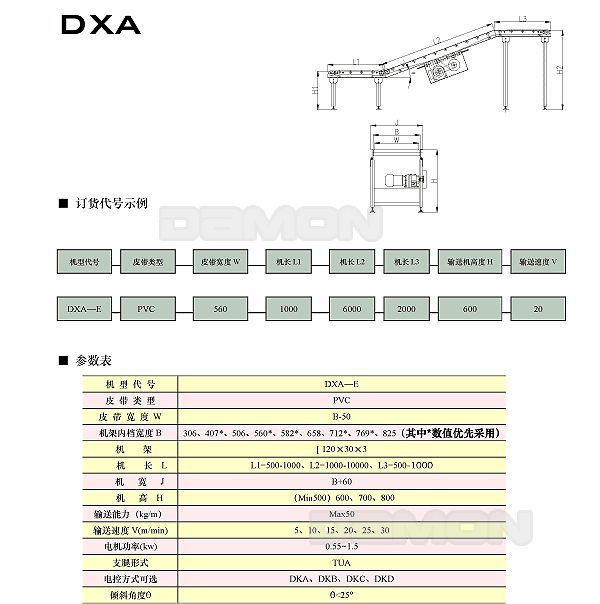 DXA
L1
L2
L3
H1
H2
J
B
W
H
■ 订货代号示例
DAMON
机型代号 皮带类型 皮带宽度 W 机长 L1 机长 L2 机长 L3 输送机高度 H 输送速度 V
DXA—E PVC 560 1000 6000 2000 600 20
■ 参数表
机型代号 DXA—E
皮带类型 PVC
皮带宽度 W B-50
机架内档宽度 B 306、407*、506、560*、582*、658、712*、769*、825 (其中*数值优先采用)
机架 [ 120×30×3
机长 L L1=500-1000、L2=1000-10000、L3=500-1000
机宽 J B+60
机高 H (Min500) 600、700、800
输送能力 (kg/m) Max50
输送速度 V(m/min) 5、10、15、20、25、30
电机功率(kw) 0.55~1.5
支腿形式 TUA
电控方式可选 DKA、DKB、DKC、DKD
倾斜角度θ θ<25°
DAMON